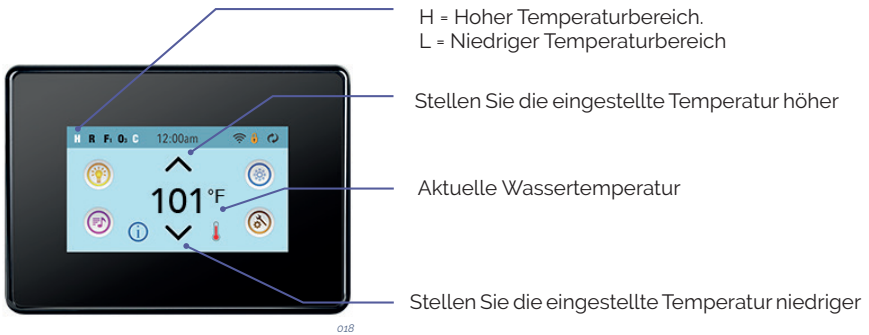 H = Hoher Temperaturbereich.
L = Niedriger Temperaturbereich
Stellen Sie die eingestellte Temperatur höher
H R F1 O3 C 12:00am
101°F
i
Aktuelle Wassertemperatur
Stellen Sie die eingestellte Temperatur niedriger
018